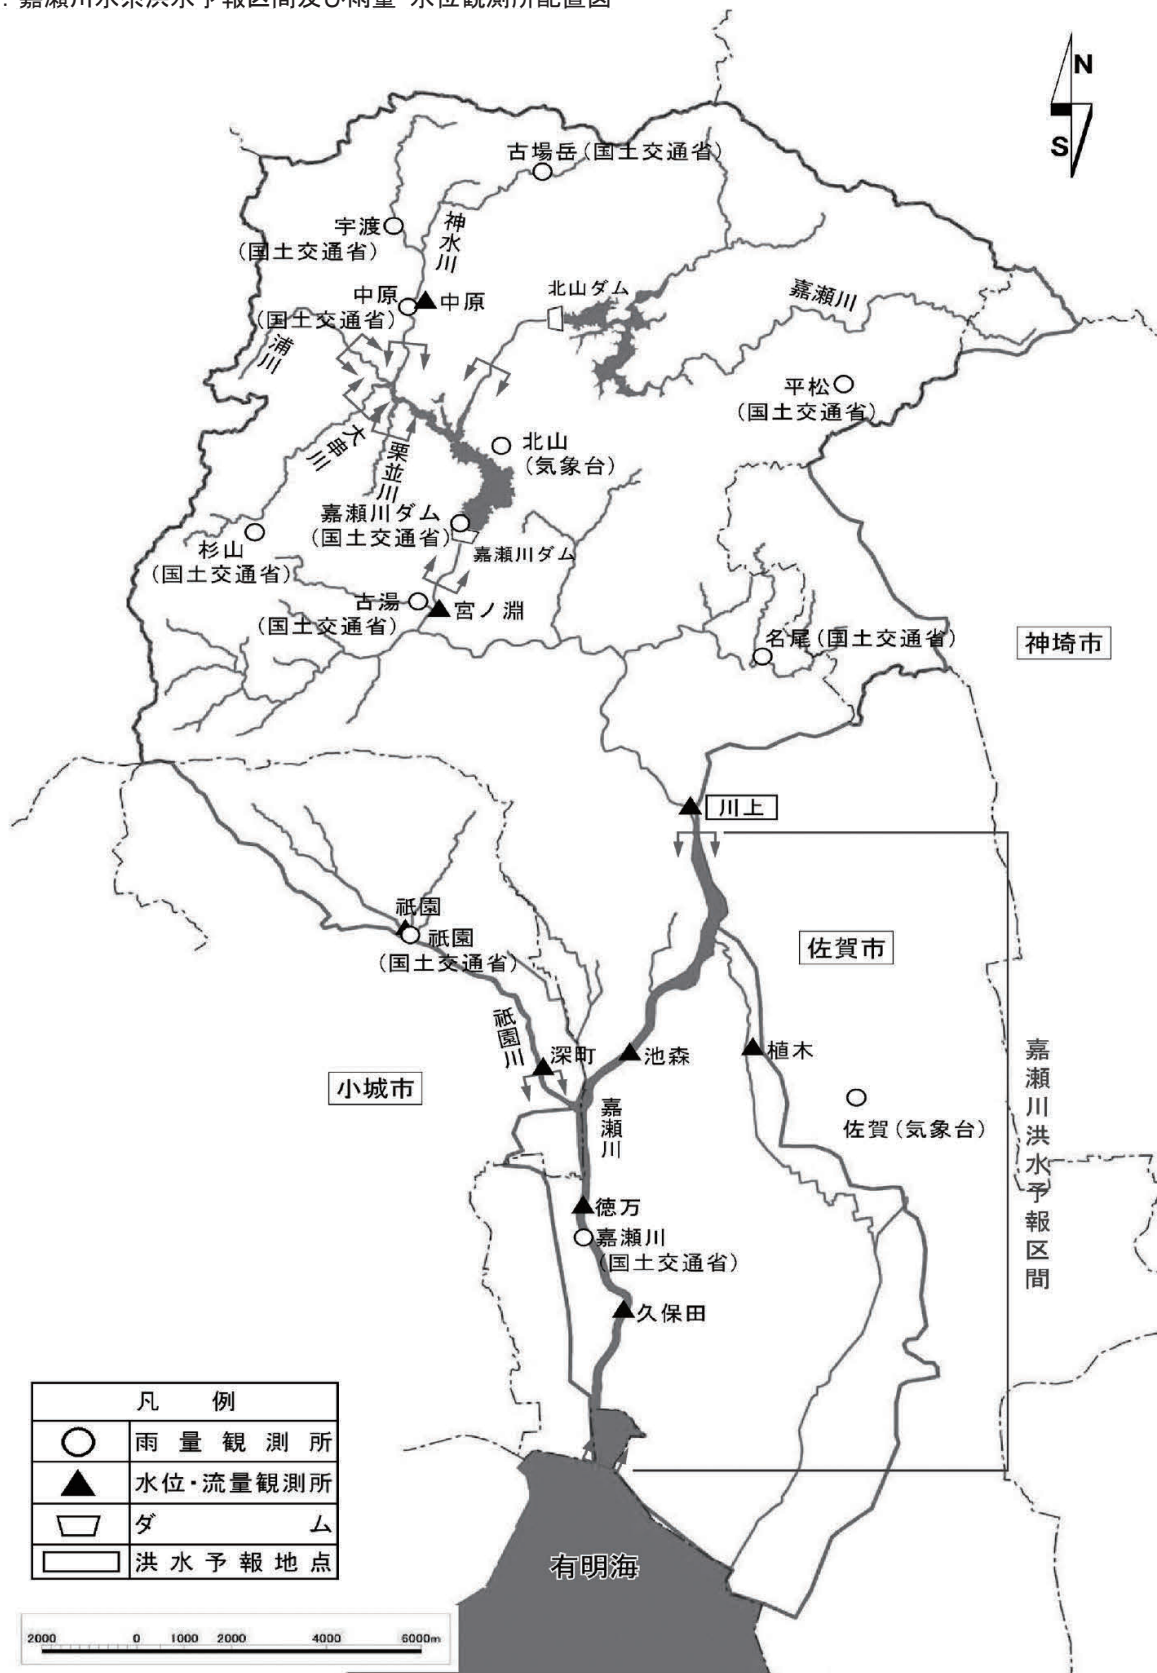 . 嘉瀬川水系洪水予報区間及び雨量・水位観測所配置図
N
S
古場岳(国土交通省)
宇渡
(国土交通省)
神水川
中原
(国土交通省)
中原
北山ダム
嘉瀬川
浦川
平松
(国土交通省)
大串川
栗並川
北山
(気象台)
嘉瀬川ダム
(国土交通省)
嘉瀬川ダム
杉山
(国土交通省)
古湯
(国土交通省)
宮ノ淵
名尾(国土交通省)
神埼市
川上
祇園
祇園
(国土交通省)
佐賀市
祇園川
深町
池森
植木
小城市
嘉瀬川
佐賀(気象台)
嘉瀬川洪水予報区間
徳万
嘉瀬川
(国土交通省)
久保田
凡 例
雨量観測所
水位・流量観測所
ダム
洪水予報地点
有明海
2000 0 1000 2000 4000 6000m